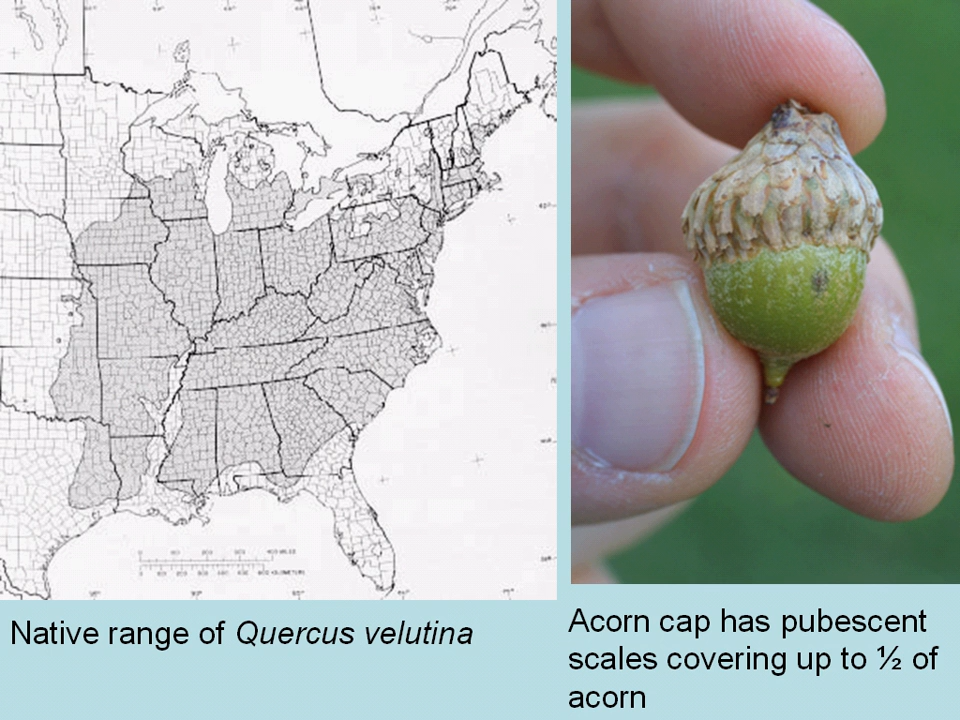 Native range of Quercus velutina
Acorn cap has pubescent
scales covering up to ½ of
acorn